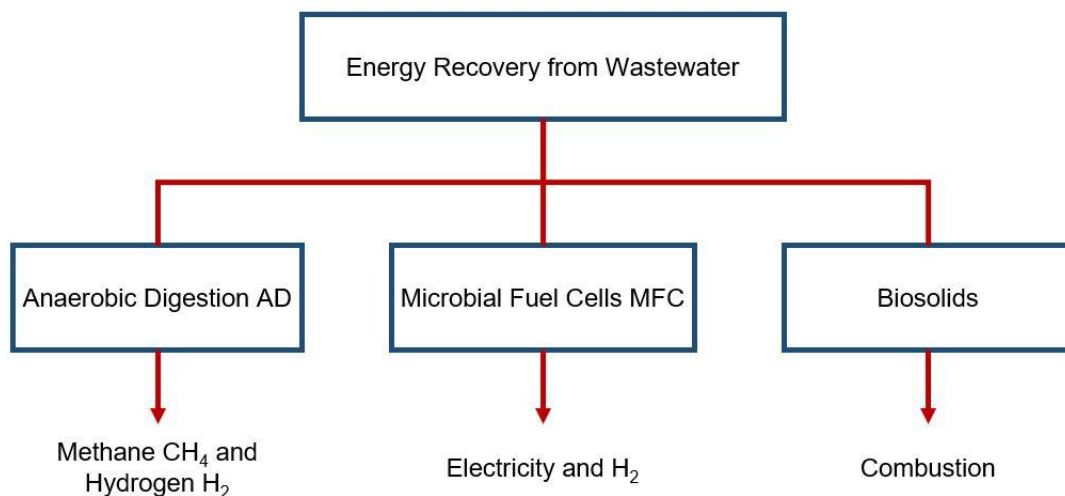 Energy Recovery from Wastewater
Anaerobic Digestion AD
Microbial Fuel Cells MFC
Biosolids
Methane CH₄ and
Hydrogen H₂
Electricity and H₂
Combustion